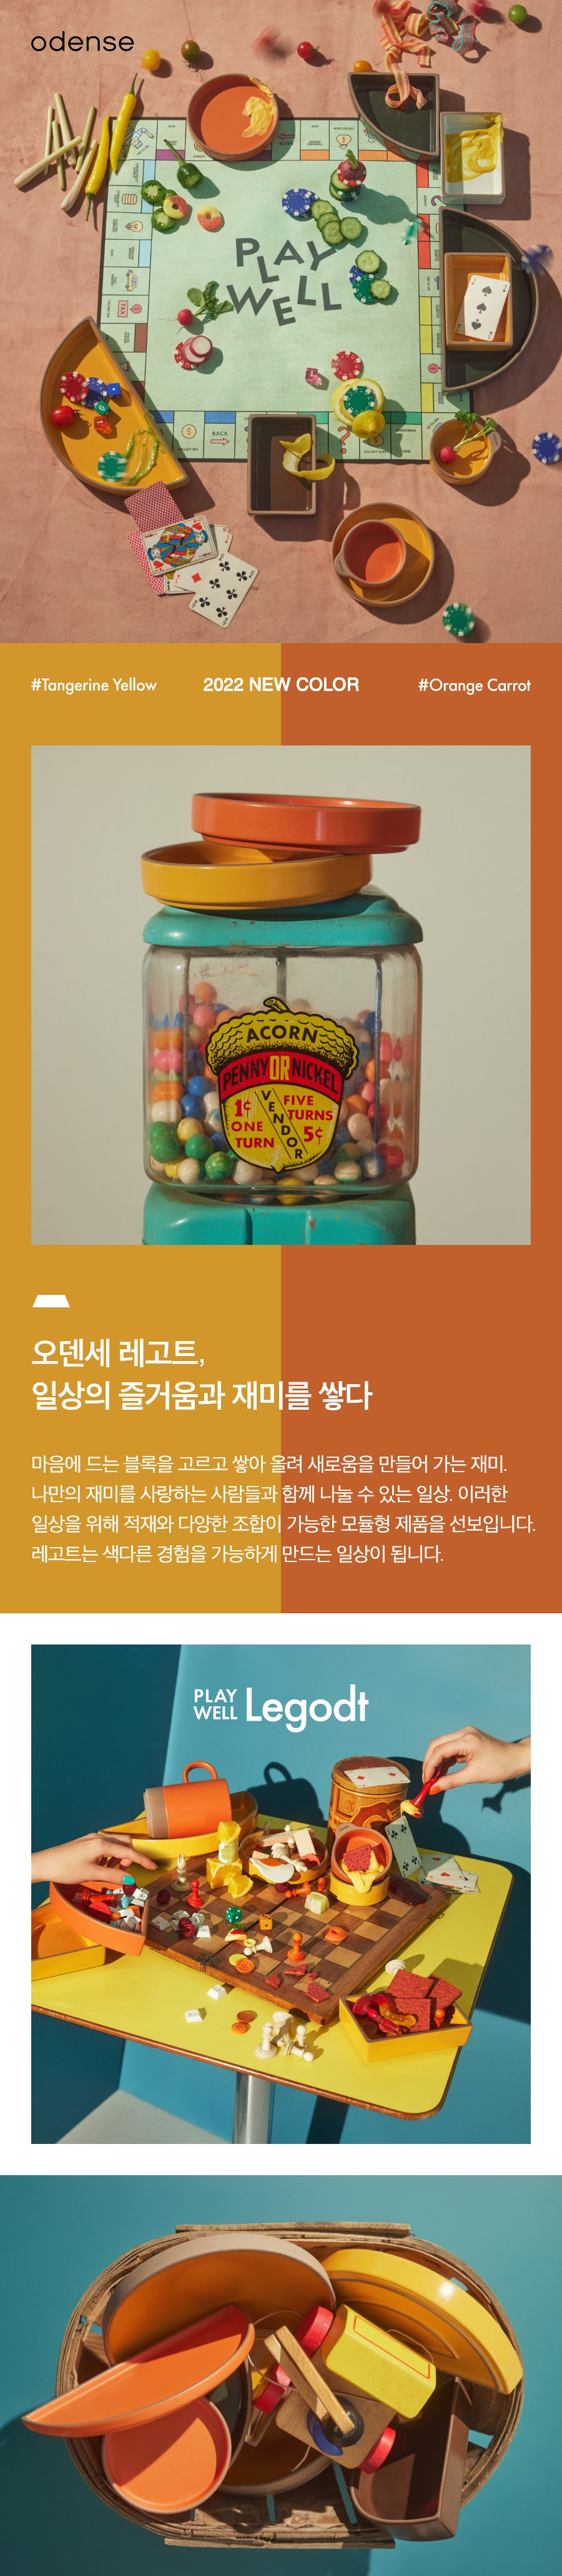 odense
PLAY
WELL
TAX
BACK
?
#Tangerine Yellow
2022 NEW COLOR
#Orange Carrot
ACORN
PENNY OR NICKEL
1¢
ONE
TURN
VENDOR
FIVE
TURNS
5¢
오덴세 레고트,
일상의 즐거움과 재미를 쌓다
마음에 드는 블록을 고르고 쌓아 올려 새로움을 만들어 가는 재미.
나만의 재미를 사랑하는 사람들과 함께 나눌 수 있는 일상. 이러한
일상을 위해 적재와 다양한 조합이 가능한 모듈형 제품을 선보입니다.
레고트는 색다른 경험을 가능하게 만드는 일상이 됩니다.
PLAY
WELL
Legodt